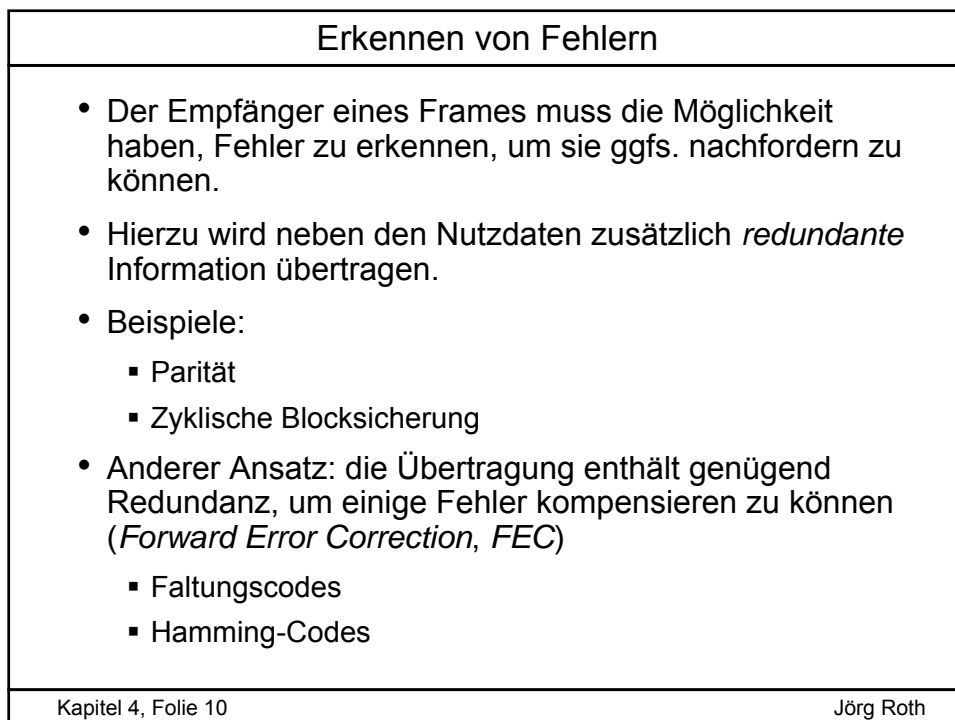 Erkennen von Fehlern
• Der Empfänger eines Frames muss die Möglichkeit
haben, Fehler zu erkennen, um sie ggfs. nachfordern zu
können.
• Hierzu wird neben den Nutzdaten zusätzlich redundante
Information übertragen.
• Beispiele:
▪ Parität
▪ Zyklische Blocksicherung
• Anderer Ansatz: die Übertragung enthält genügend
Redundanz, um einige Fehler kompensieren zu können
(Forward Error Correction, FEC)
▪ Faltungscodes
▪ Hamming-Codes
Kapitel 4, Folie 10 Jörg Roth